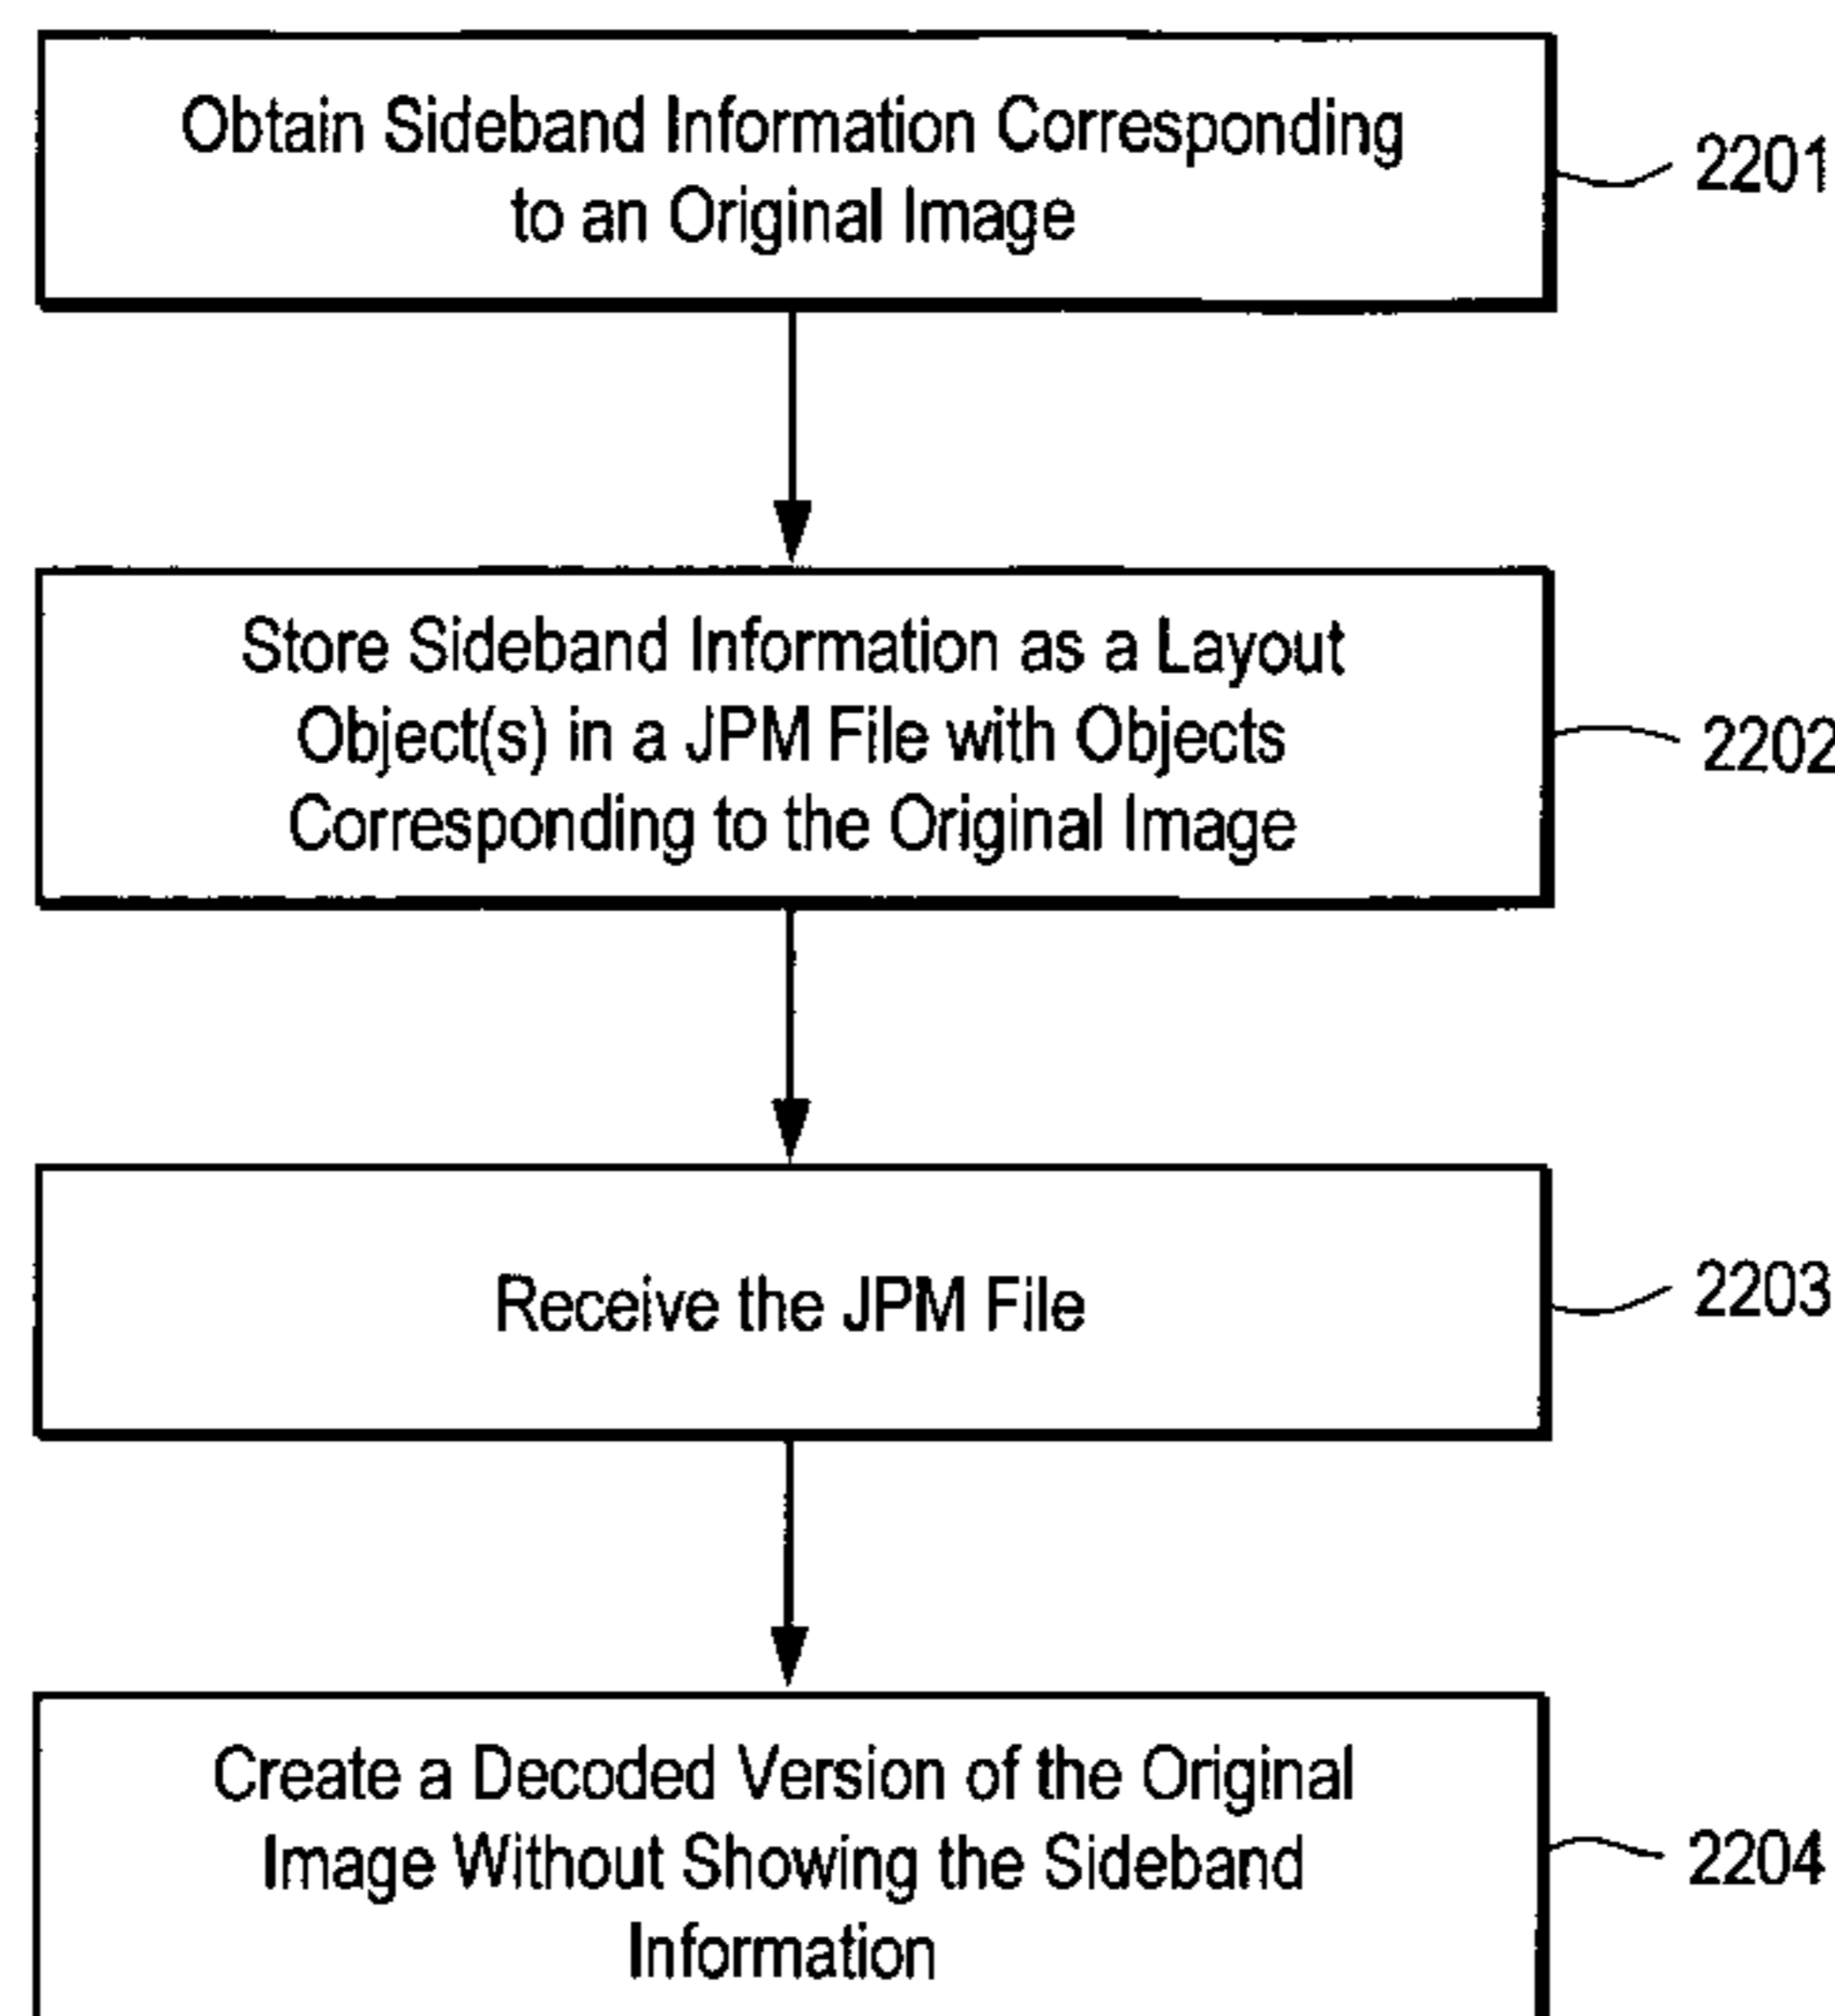 Obtain Sideband Information Corresponding
to an Original Image
2201
Store Sideband Information as a Layout
Object(s) in a JPM File with Objects
Corresponding to the Original Image
2202
Receive the JPM File
2203
Create a Decoded Version of the Original
Image Without Showing the Sideband
Information
2204